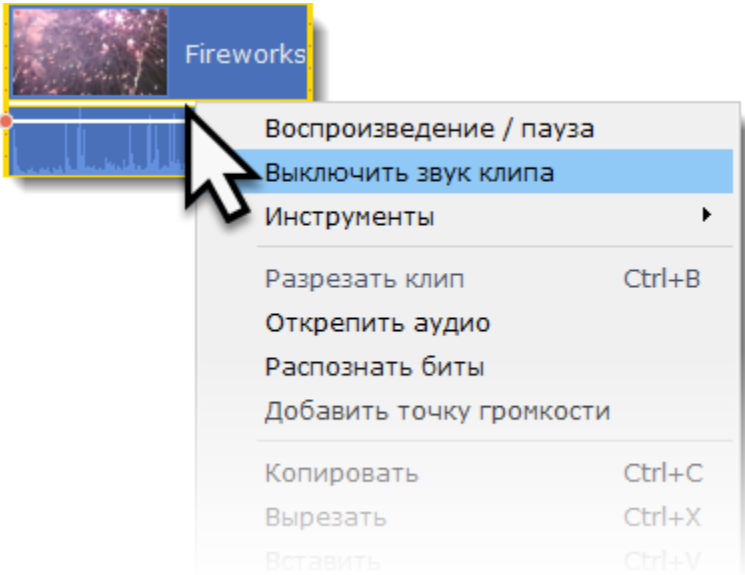 Fireworks
Воспроизведение / пауза
Выключить звук клипа
Инструменты
Разрезать клип Ctrl+B
Открепить аудио
Распознать биты
Добавить точку громкости
Копировать Ctrl+C
Вырезать Ctrl+X
Вставить Ctrl+V